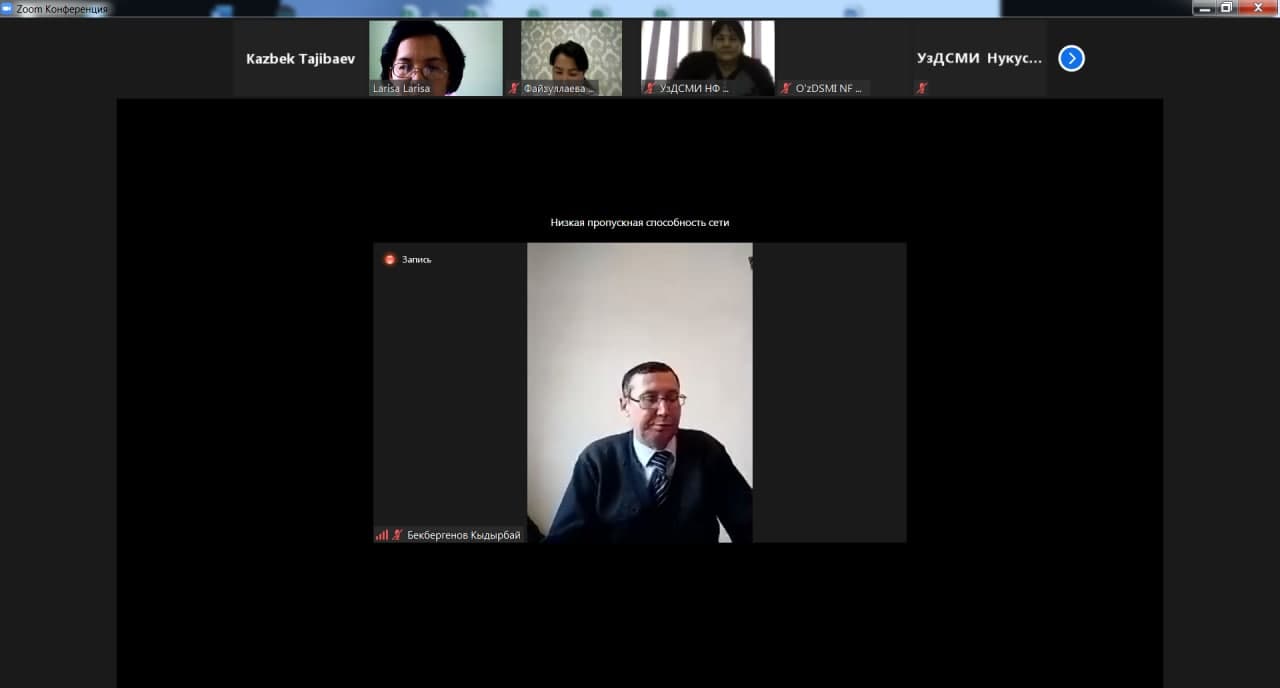 Zoom Конференция
Kazbek Tajibaev
Larisa Larisa
Файзуллаева ...
УзДСМИ НФ ...
O'zDSMI NF ...
УзДСМИ Нукус...
Низкая пропускная способность сети
Запись
Бекбергенов Кыдырбай